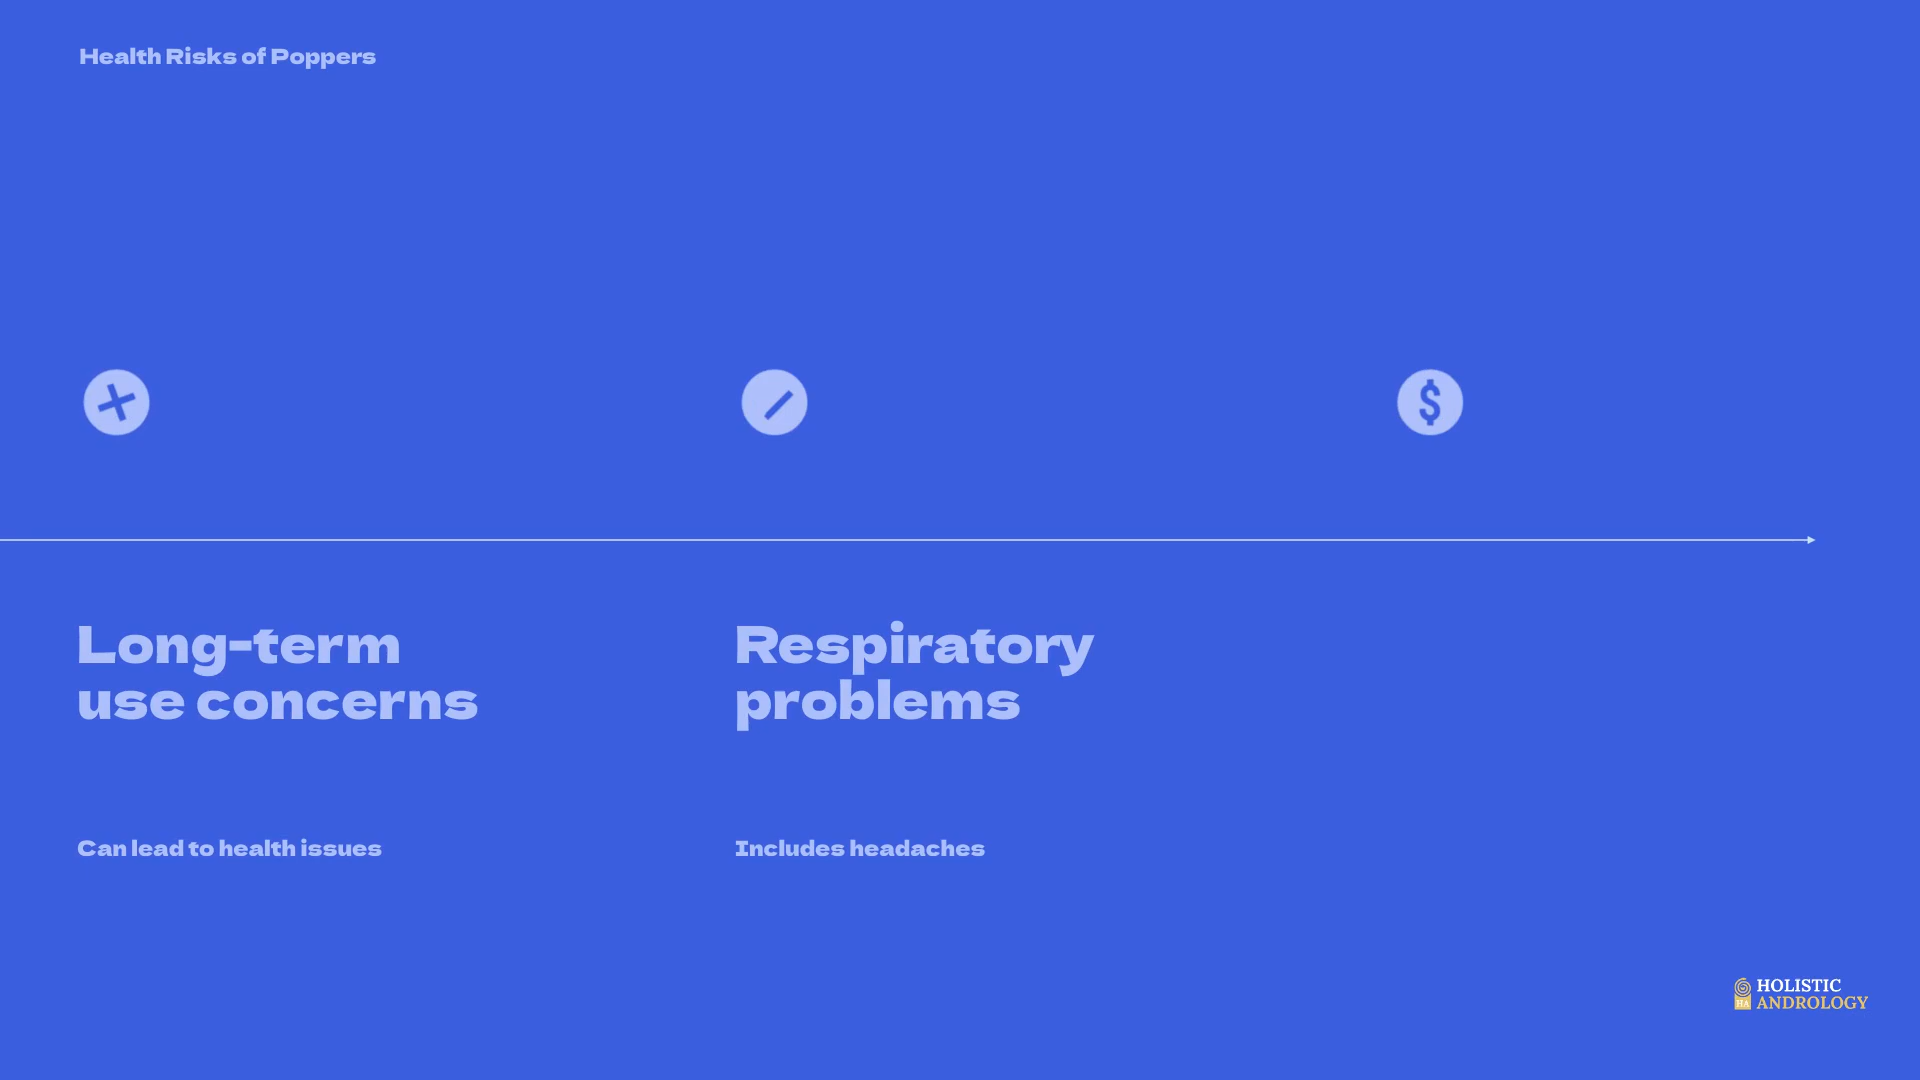 Health Risks of Poppers
$
Long-term
use concerns
Respiratory
problems
Can lead to health issues
Includes headaches
HA
HOLISTIC
ANDROLOGY